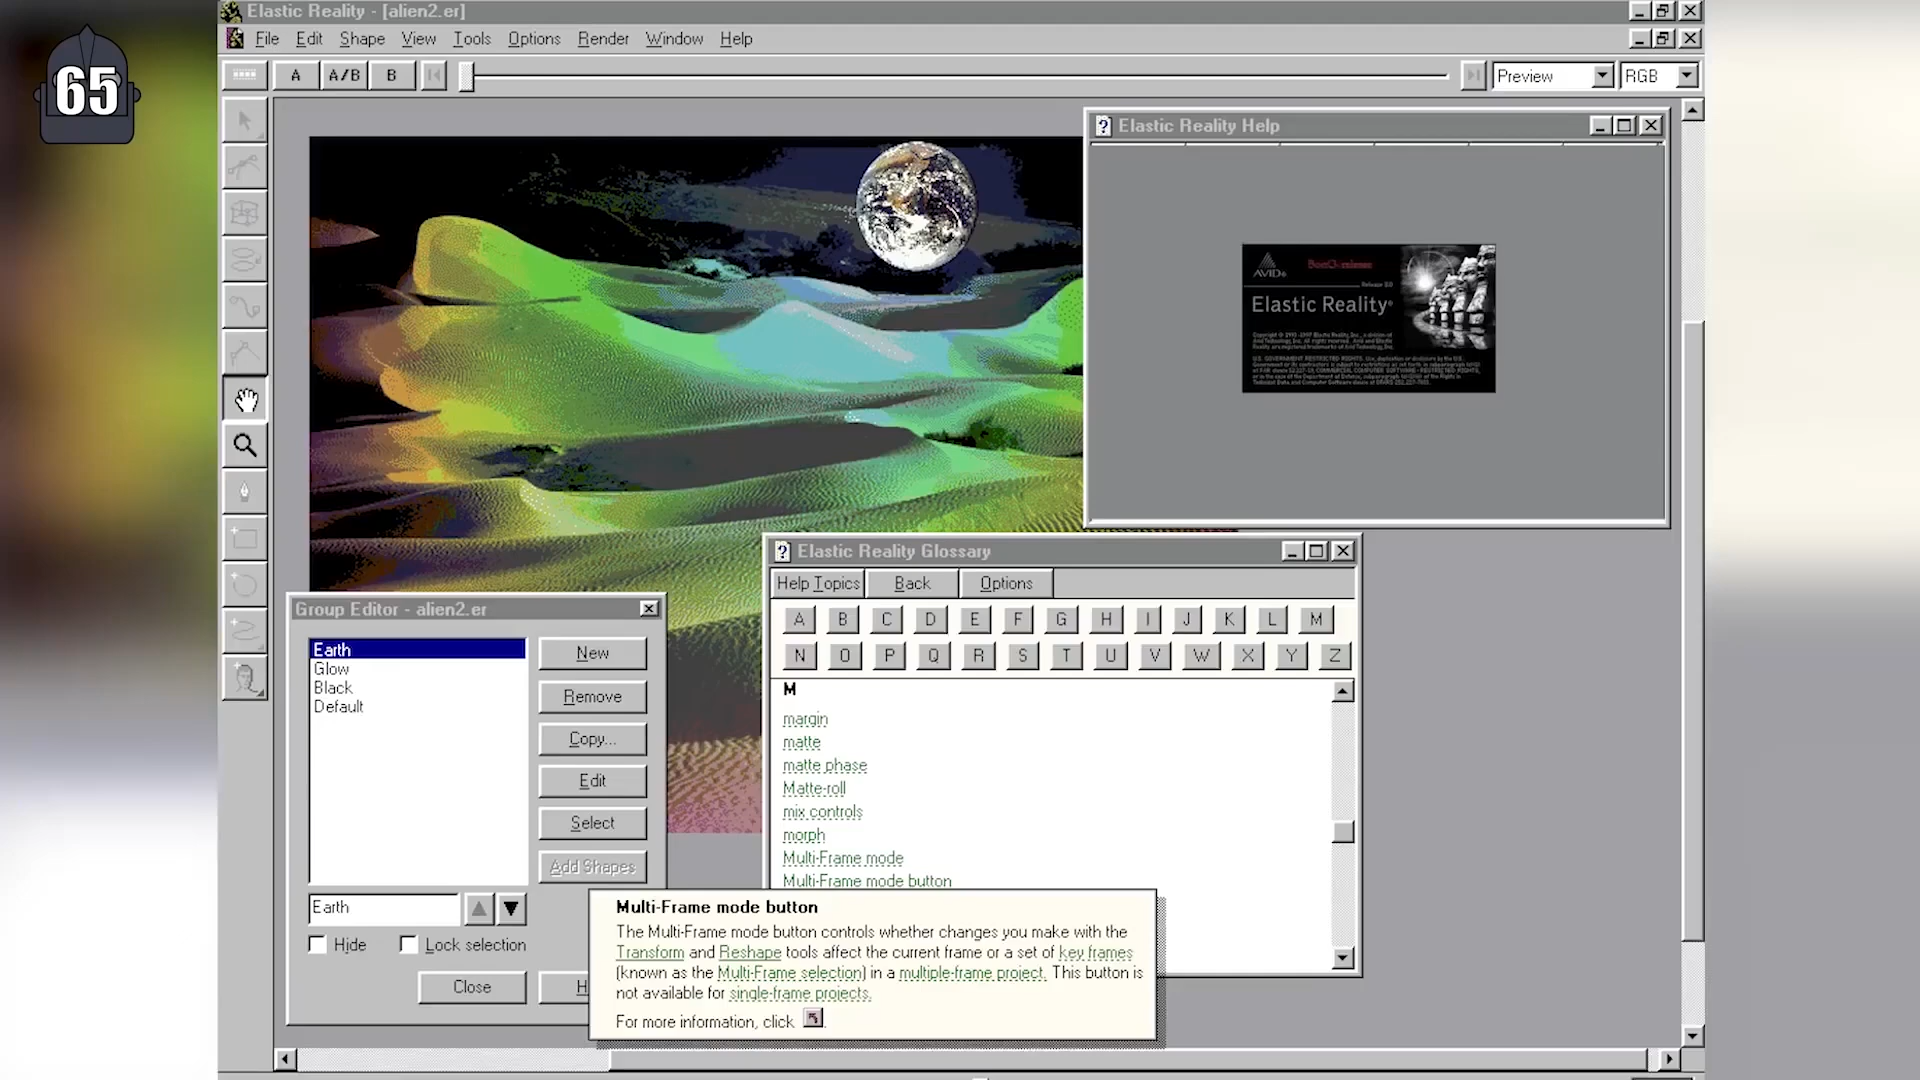 65
Elastic Reality - [alien2.er]
File Edit Shape View Tools Options Render Window Help
A A/B B Preview RGB
Elastic Reality Help
AVID
Elastic Reality
Elastic Reality Glossary
Help Topics Back Options
A B C D E F G H I J K L M
N O P Q R S T U V W X Y Z
M
margin
matte
matte phase
Matte-roll
mix controls
morph
Multi-Frame mode
Multi-Frame mode button
Group Editor - alien2.er
Earth
Glow
Black
Default
New
Remove
Copy...
Edit
Select
Add Shapes
Earth
Hide Lock selection
Close H
Multi-Frame mode button
The Multi-Frame mode button controls whether changes you make with the
Transform and Reshape tools affect the current frame or a set of key frames
(known as the Multi-Frame selection) in a multiple-frame project. This button is
not available for single-frame projects.
For more information, click .